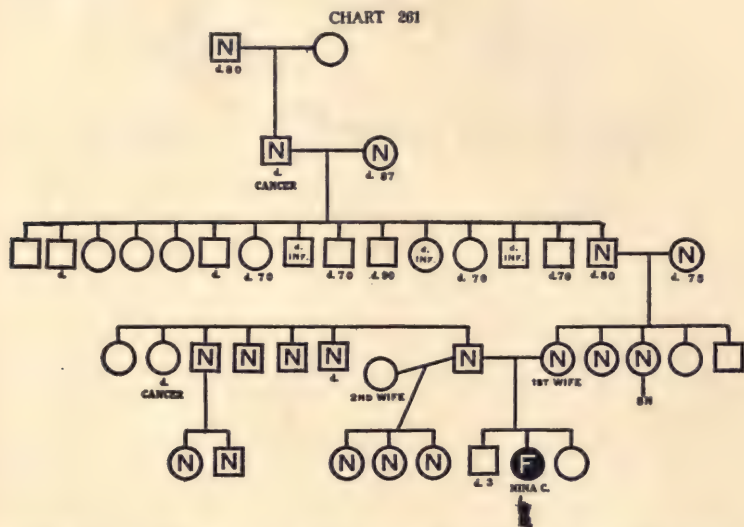 CHART 261
N
d.80
N N
d. d. 87
CANCER
d. d. d. N N
INF. INF. INF.
d. d. d. 70 d.70 d.90 d. 70 d.70 d.80 d. 75
N N N N N N N N
d. d.
CANCER 2ND WIFE 1ST WIFE
N N N N N F
d. 3 NINA C.